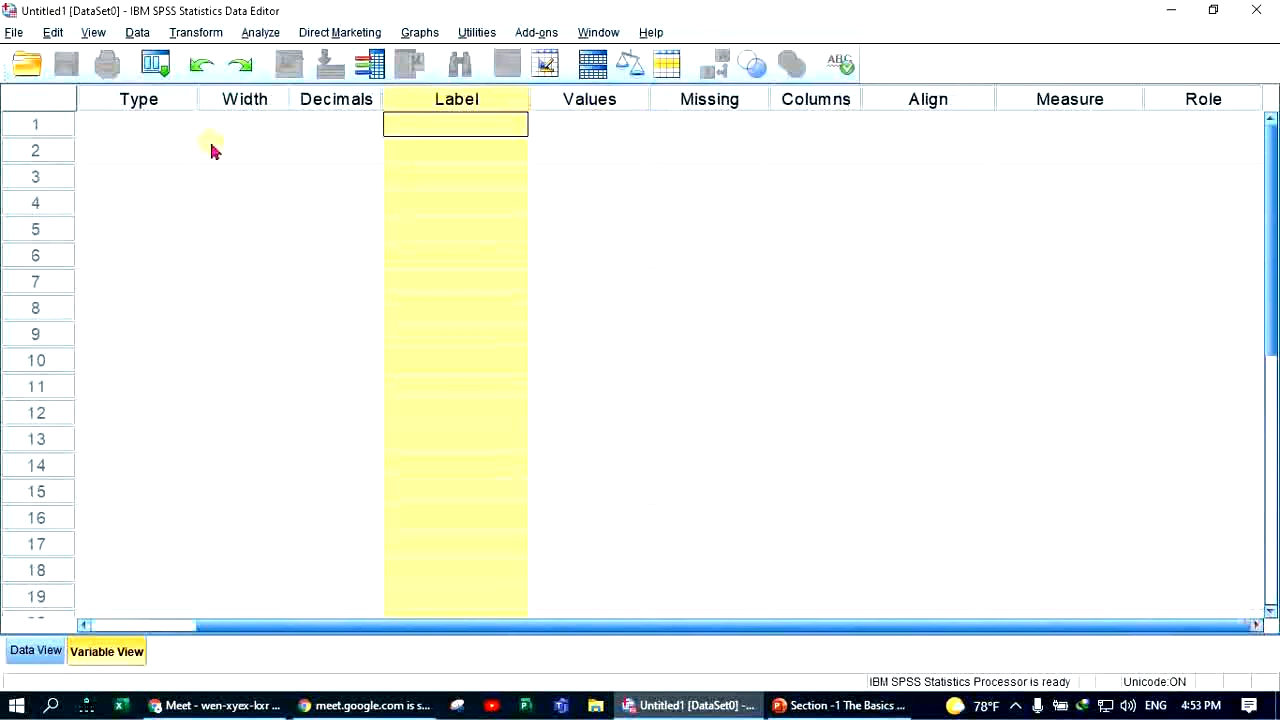 Untitled1 [DataSet0] - IBM SPSS Statistics Data Editor
File Edit View Data Transform Analyze Direct Marketing Graphs Utilities Add-ons Window Help
ABC
Type Width Decimals Label Values Missing Columns Align Measure Role
1
2
3
4
5
6
7
8
9
10
11
12
13
14
15
16
17
18
19
Data View Variable View
IBM SPSS Statistics Processor is ready Unicode:ON
Meet - wen-xyex-kxr ... meet.google.com is s... Untitled1 [DataSet0] -... Section -1 The Basics ... 78°F ENG 4:53 PM